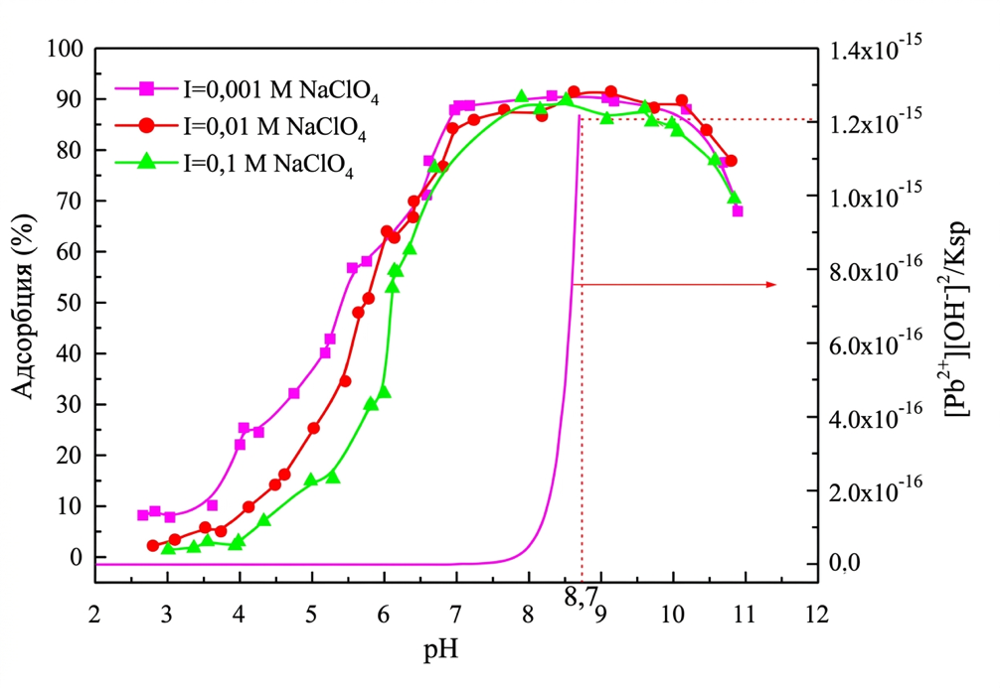 100
90
80
70
60
50
40
30
20
10
0
Адсорбция (%)
I=0,001 M NaClO₄
I=0,01 M NaClO₄
I=0,1 M NaClO₄
1.4x10⁻¹⁵
1.2x10⁻¹⁵
1.0x10⁻¹⁵
8.0x10⁻¹⁶
6.0x10⁻¹⁶
4.0x10⁻¹⁶
2.0x10⁻¹⁶
0,0
[Pb²⁺][OH⁻]²/Ksp
8,7
2 3 4 5 6 7 8 9 10 11 12
pH